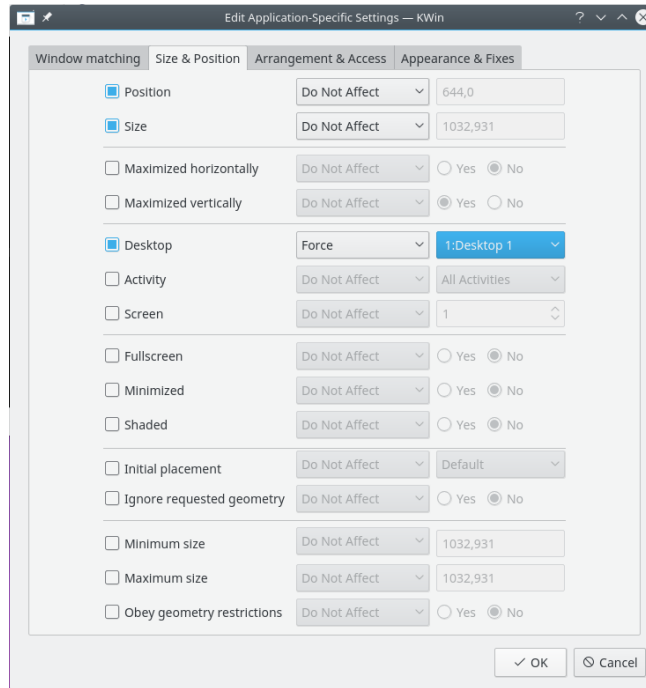 Edit Application-Specific Settings — KWin
Window matching Size & Position Arrangement & Access Appearance & Fixes
Position Do Not Affect 644,0
Size Do Not Affect 1032,931
Maximized horizontally Do Not Affect Yes No
Maximized vertically Do Not Affect Yes No
Desktop Force 1:Desktop 1
Activity Do Not Affect All Activities
Screen Do Not Affect 1
Fullscreen Do Not Affect Yes No
Minimized Do Not Affect Yes No
Shaded Do Not Affect Yes No
Initial placement Do Not Affect Default
Ignore requested geometry Do Not Affect Yes No
Minimum size Do Not Affect 1032,931
Maximum size Do Not Affect 1032,931
Obey geometry restrictions Do Not Affect Yes No
OK Cancel